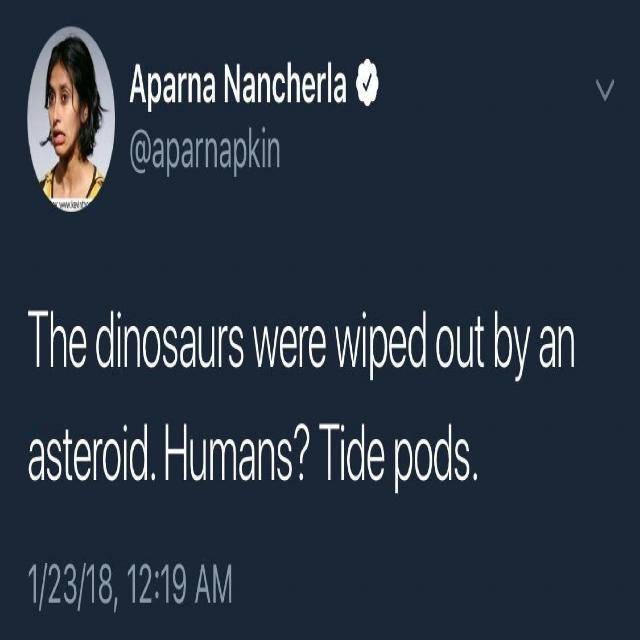 Aparna Nancherla
@aparnapkin
The dinosaurs were wiped out by an
asteroid. Humans? Tide pods.
1/23/18, 12:19 AM